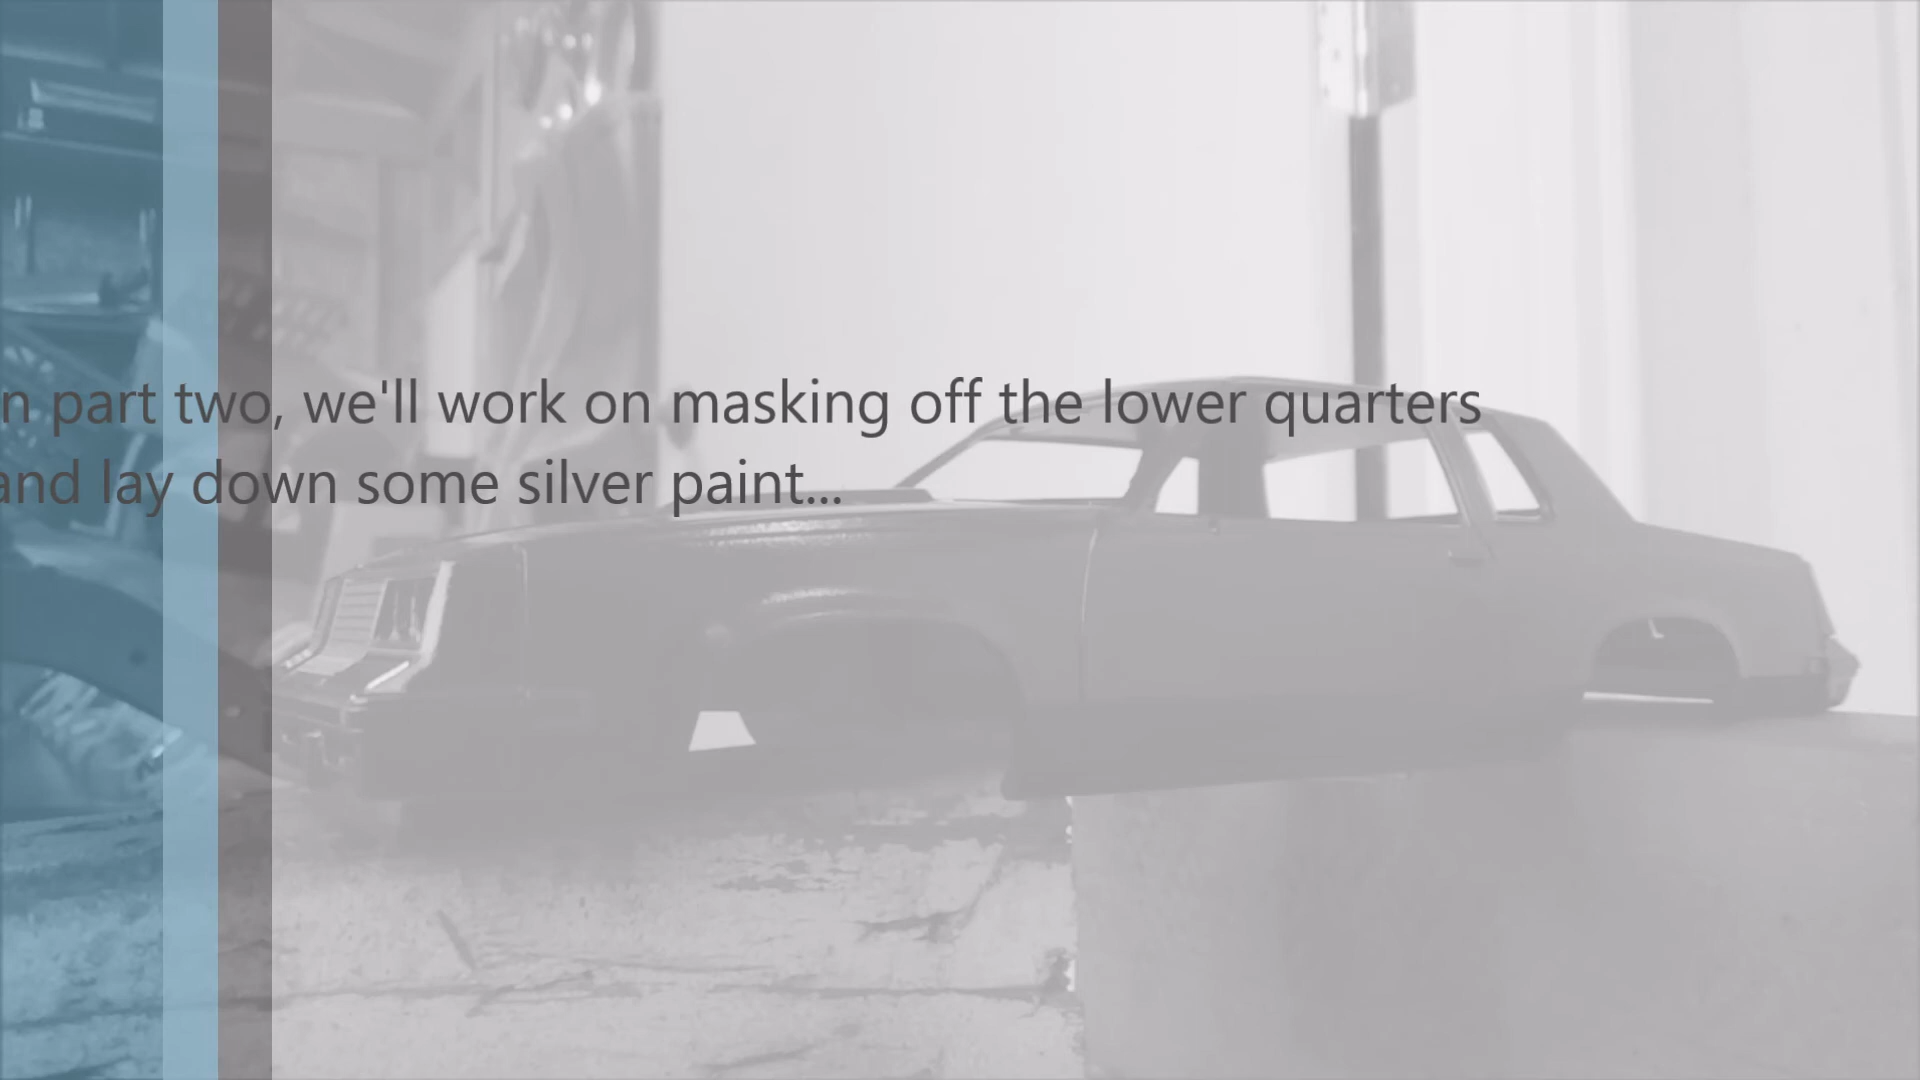 n part two, we'll work on masking off the lower quarters
and lay down some silver paint...